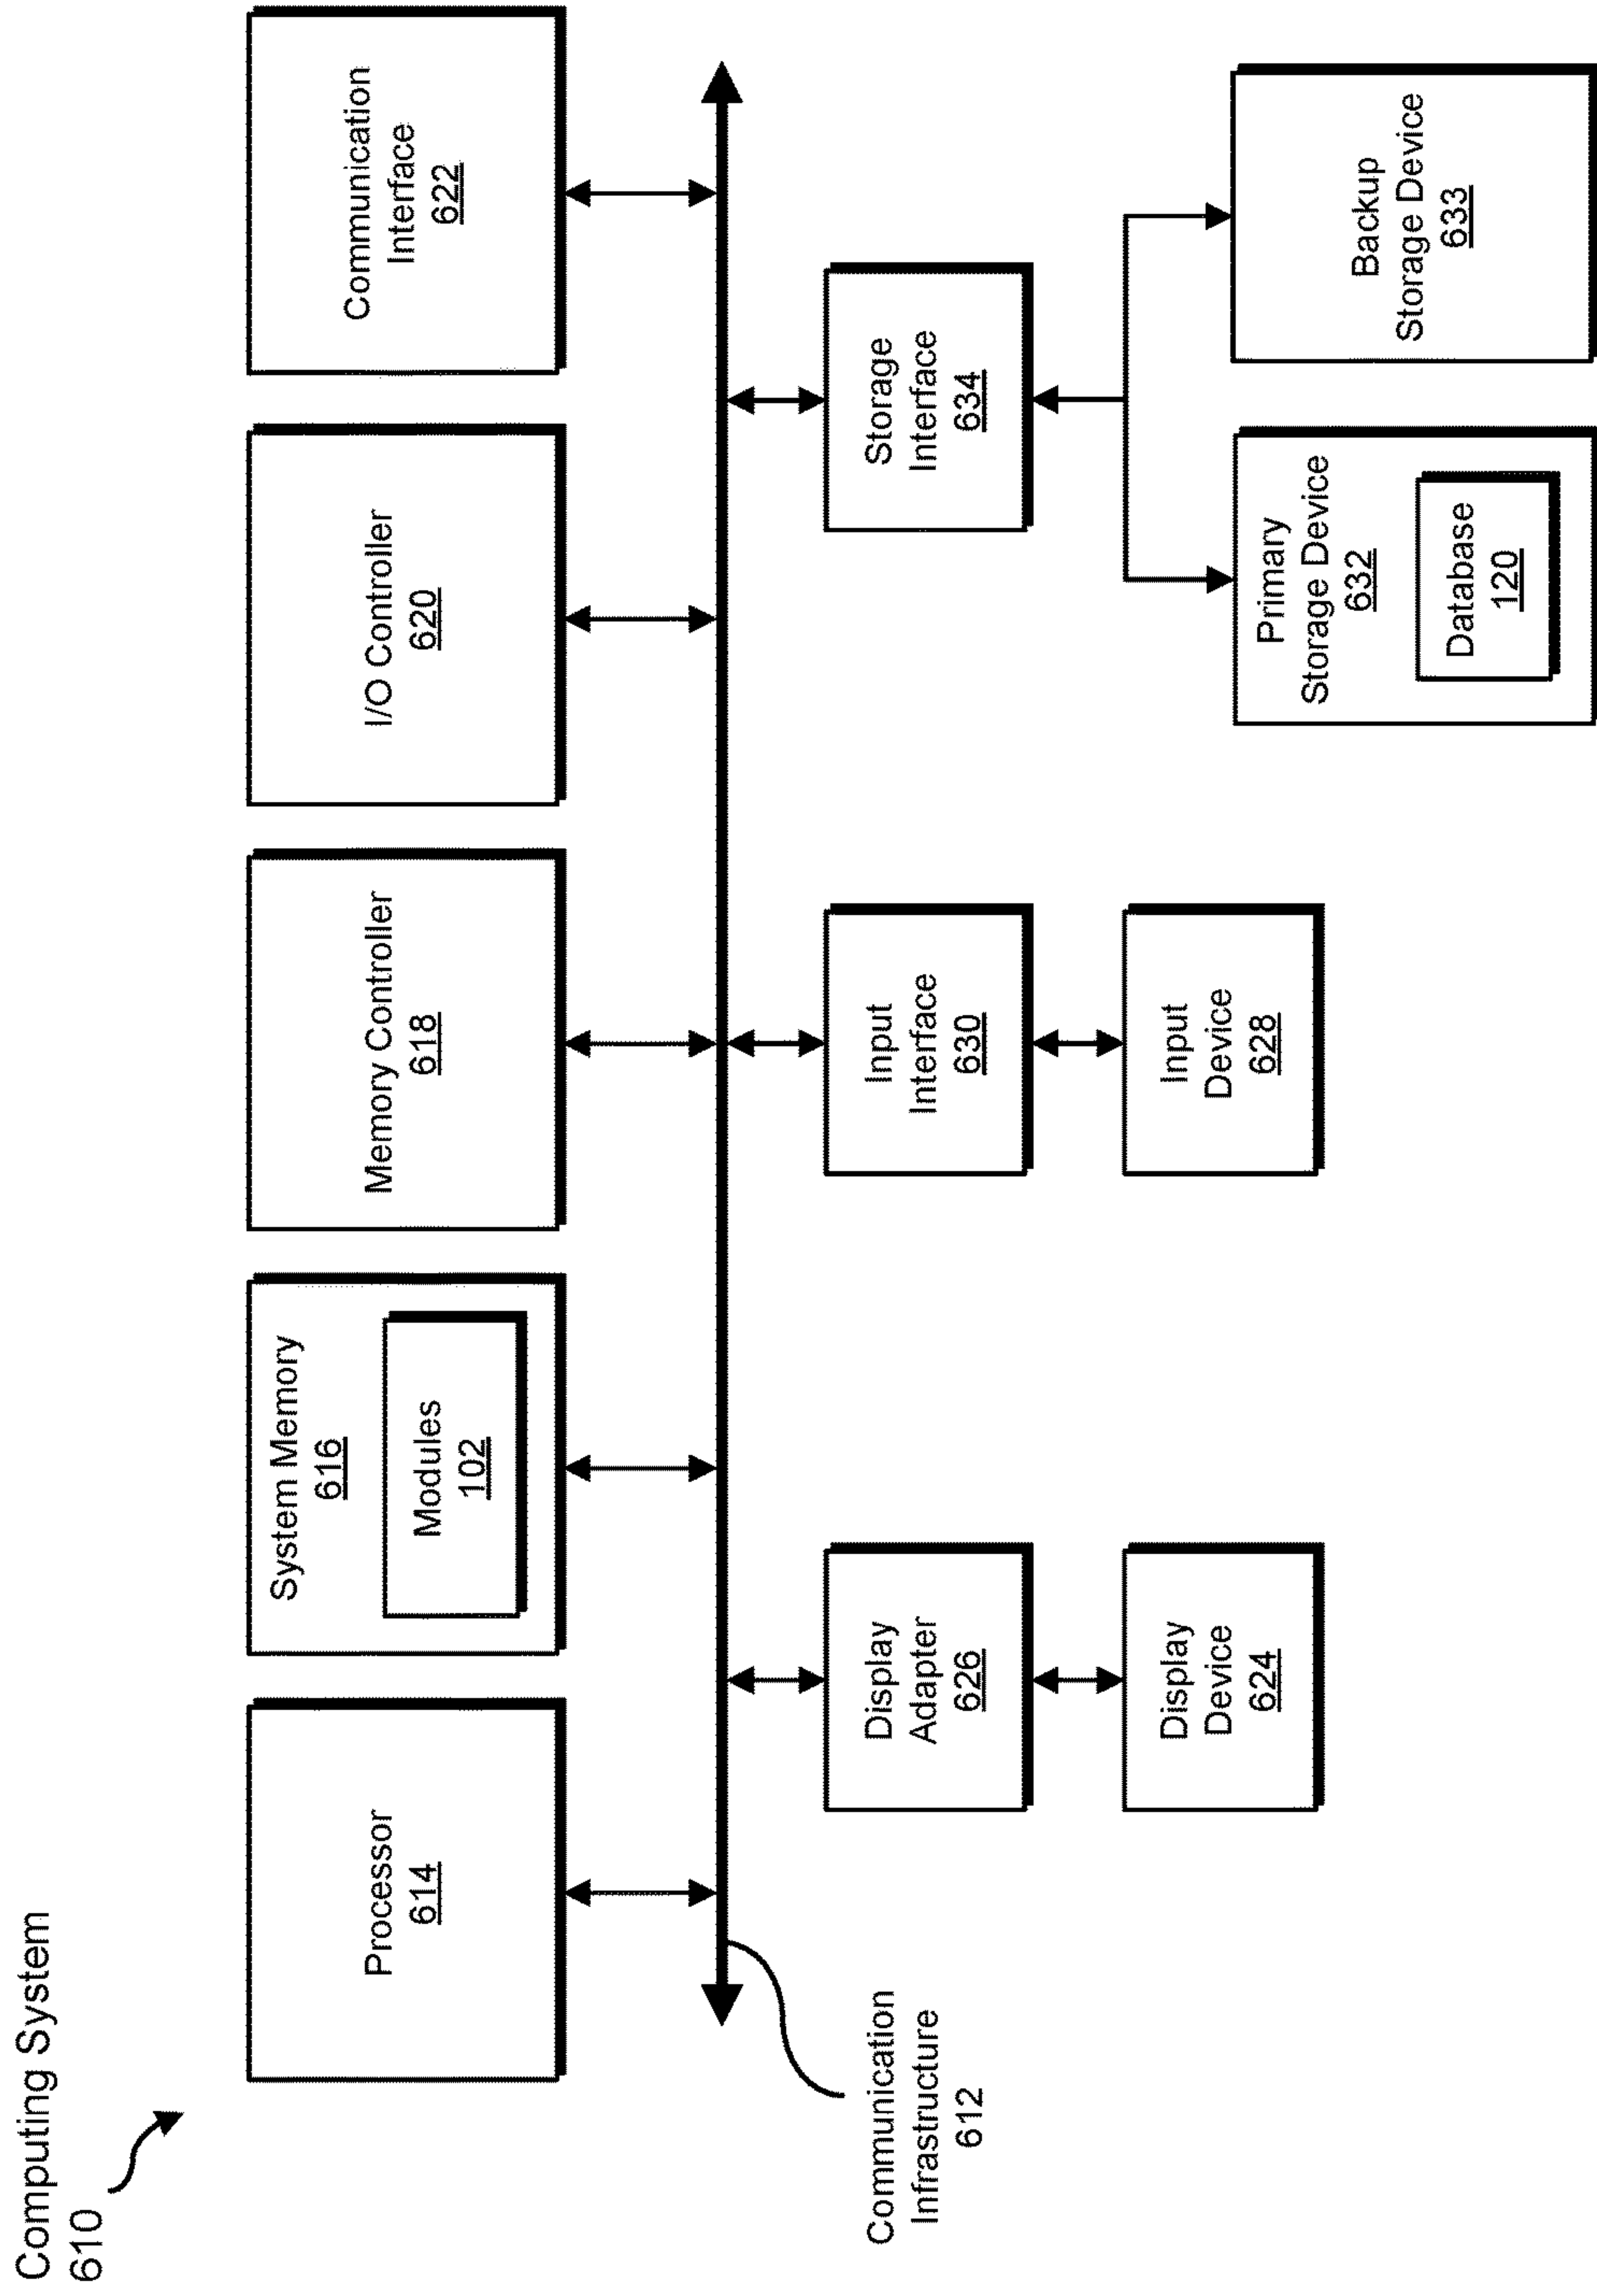 Computing System
610
Processor
614
System Memory
616
Modules
102
Memory Controller
618
I/O Controller
620
Communication
Interface
622
Communication
Infrastructure
612
Display
Adapter
626
Display
Device
624
Input
Interface
630
Input
Device
628
Storage
Interface
634
Primary
Storage Device
632
Database
120
Backup
Storage Device
633